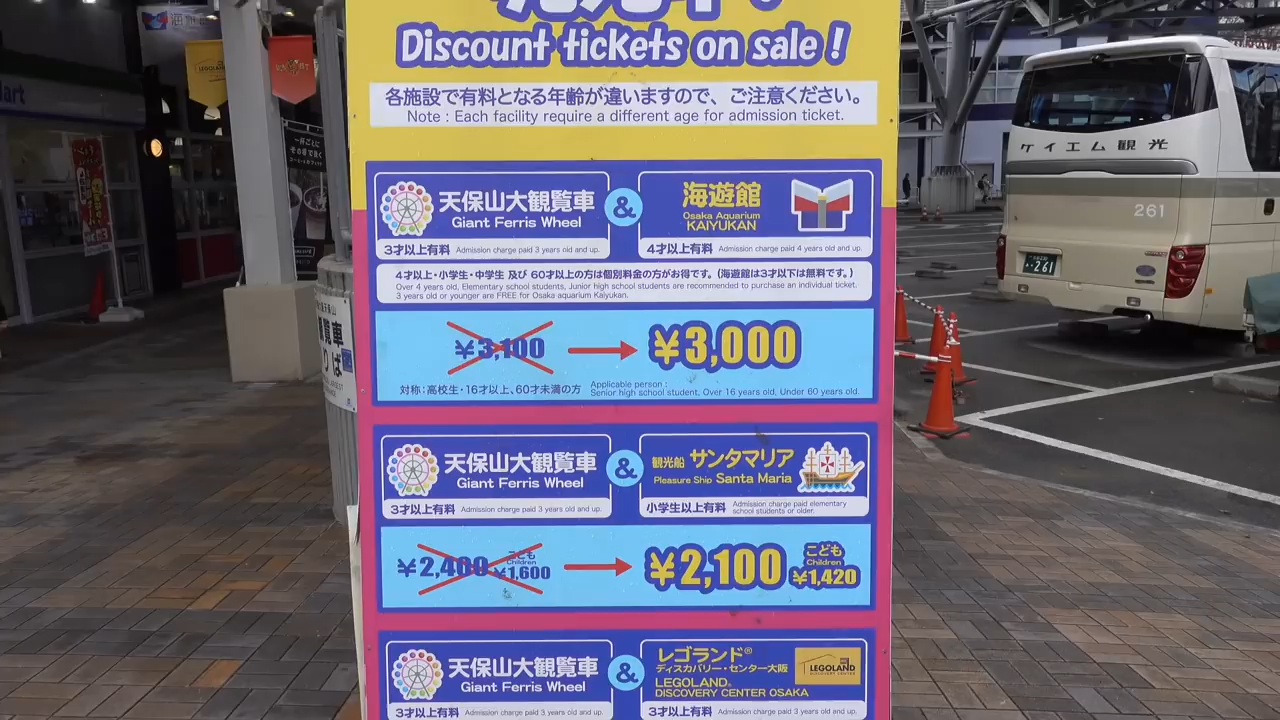 Discount tickets on sale!
各施設で有料となる年齢が違いますので、ご注意ください。
Note : Each facility require a different age for admission ticket.
天保山大観覧車
Giant Ferris Wheel
3才以上有料 Admission charge paid 3 years old and up.
&
海遊館
Osaka Aquarium
KAIYUKAN
4才以上有料 Admission charge paid 4 years old and up.
4才以上・小学生・中学生 及び 60才以上の方は個別料金の方がお得です。(海遊館は3才以下は無料です。)
Over 4 years old, Elementary school students, Junior high school students are recommended to purchase an individual ticket.
3 years old or younger are FREE for Osaka aquarium Kaiyukan.
¥3,100
¥3,000
対称：高校生・16才以上、60才未満の方
Applicable person :
Senior high school student, Over 16 years old, Under 60 years old.
天保山大観覧車
Giant Ferris Wheel
3才以上有料 Admission charge paid 3 years old and up.
&
観光船 サンタマリア
Pleasure Ship Santa Maria
小学生以上有料 Admission charge paid elementary
school students or older.
¥2,400 こども
Children
¥1,600
¥2,100 こども
Children
¥1,420
天保山大観覧車
Giant Ferris Wheel
3才以上有料 Admission charge paid 3 years old and up.
&
レゴランド®
ディスカバリー・センター大阪
LEGOLAND®
DISCOVERY CENTER OSAKA
LEGOLAND
DISCOVERY CENTER
3才以上有料 Admission charge paid 3 years old and up.
ケイエム観光
261
261
海遊館
LEGOLAND